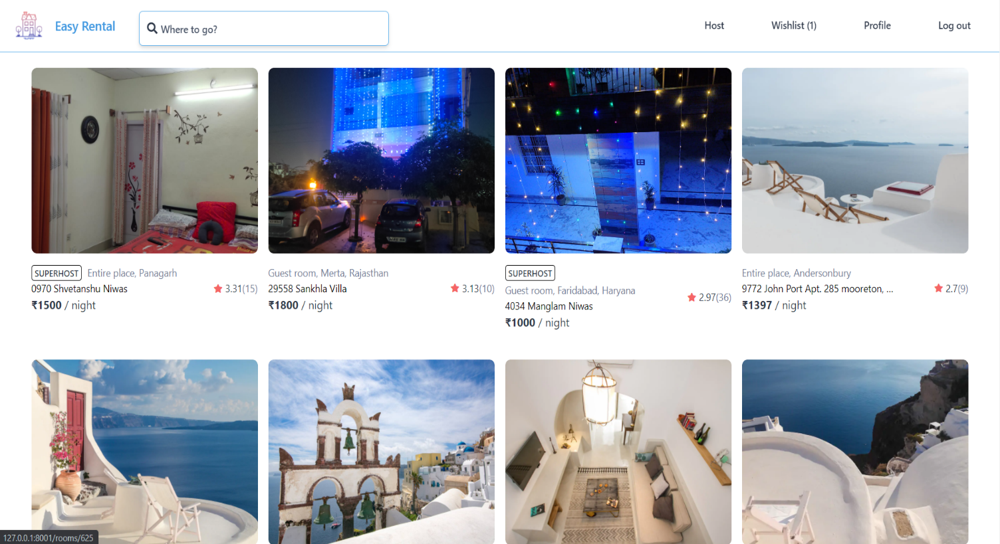 Easy Rental
Where to go?
Host
Wishlist (1)
Profile
Log out
SUPERHOST Entire place, Panagarh
0970 Shvetanshu Niwas
3.31(15)
₹1500 / night
Guest room, Merta, Rajasthan
29558 Sankhla Villa
3.13(10)
₹1800 / night
SUPERHOST
Guest room, Faridabad, Haryana
4034 Manglam Niwas
2.97(36)
₹1000 / night
Entire place, Andersonbury
9772 John Port Apt. 285 mooreton, ...
2.7(9)
₹1397 / night
127.0.0.1:8001/rooms/625